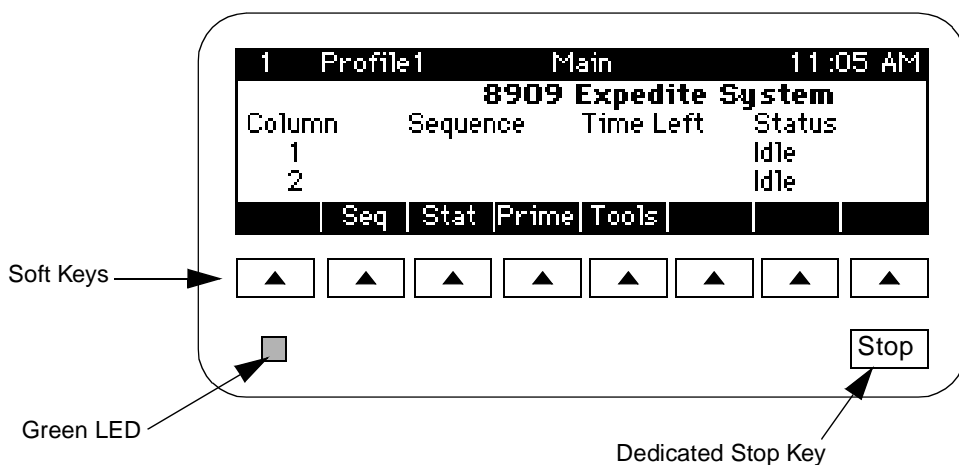 1 Profile1 Main 11:05 AM
8909 Expedite System
Column Sequence Time Left Status
1 Idle
2 Idle
Seq Stat Prime Tools
Soft Keys
Stop
Green LED
Dedicated Stop Key